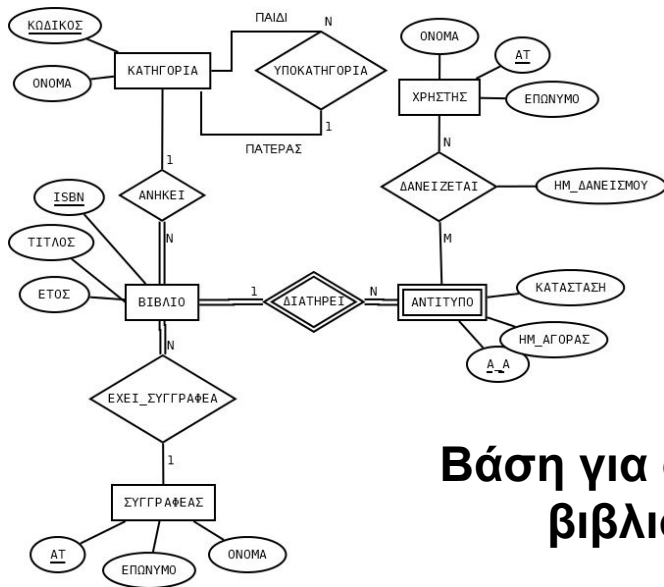 ΚΩΔΙΚΟΣ
ΠΑΙΔΙ
N
ΟΝΟΜΑ
ΑΤ
ΚΑΤΗΓΟΡΙΑ
ΥΠΟΚΑΤΗΓΟΡΙΑ
ΟΝΟΜΑ
ΧΡΗΣΤΗΣ
ΕΠΩΝΥΜΟ
1
ΠΑΤΕΡΑΣ
N
1
ΑΝΗΚΕΙ
ΔΑΝΕΙΖΕΤΑΙ
ΗΜ_ΔΑΝΕΙΣΜΟΥ
ISBN
N
M
ΤΙΤΛΟΣ
ΕΤΟΣ
ΒΙΒΛΙΟ
1
ΔΙΑΤΗΡΕΙ
N
ΑΝΤΙΤΥΠΟ
ΚΑΤΑΣΤΑΣΗ
ΗΜ_ΑΓΟΡΑΣ
Α_Α
N
ΕΧΕΙ_ΣΥΓΓΡΑΦΕΑ
1
ΣΥΓΓΡΑΦΕΑΣ
ΑΤ
ΕΠΩΝΥΜΟ
ΟΝΟΜΑ
Βάση για